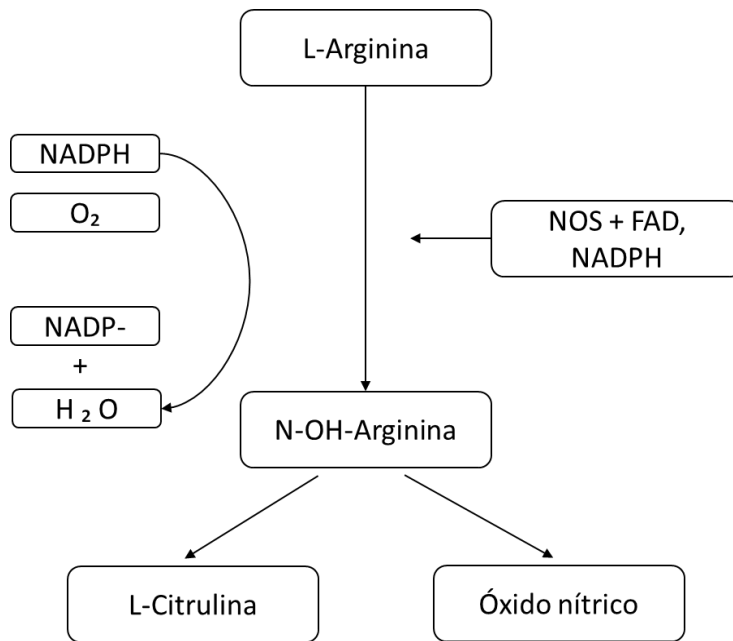 L-Arginina
NADPH
O₂
NOS + FAD,
NADPH
NADP-
+
H ₂ O
N-OH-Arginina
L-Citrulina
Óxido nítrico